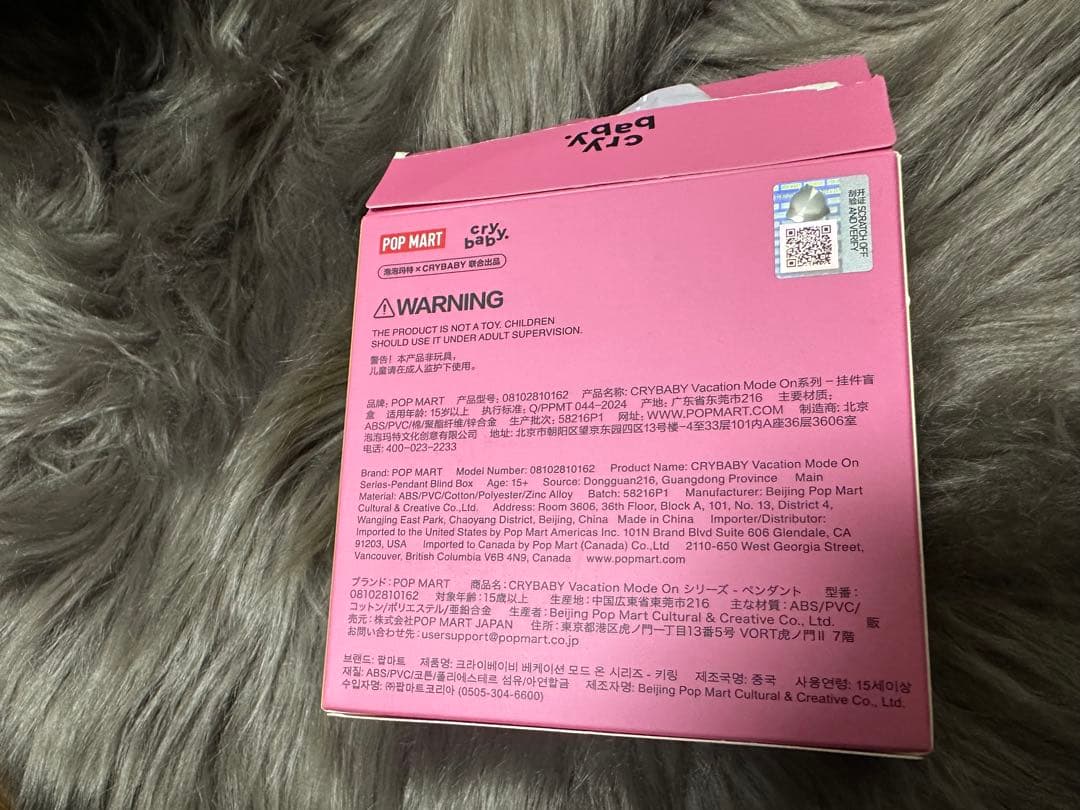 cry
baby.
POP MART
cry
baby.
泡泡玛特×CRYBABY 联合出品
开涂 SCRATCH OFF
刮验 AND VERIFY
WARNING
THE PRODUCT IS NOT A TOY. CHILDREN
SHOULD USE IT UNDER ADULT SUPERVISION.
警告！本产品非玩具，
儿童请在成人监护下使用。
品牌: POP MART 产品型号: 08102810162 产品名称: CRYBABY Vacation Mode On系列 - 挂件盲
盒 适用年龄: 15岁以上 执行标准: Q/PPMT 044-2024 产地: 广东省东莞市216 主要材质:
ABS/PVC/棉/聚酯纤维/锌合金 生产批次: 58216P1 网址: WWW.POPMART.COM 制造商: 北京
泡泡玛特文化创意有限公司 地址: 北京市朝阳区望京东园四区13号楼-4至33层101内A座36层3606室
电话: 400-023-2233
Brand: POP MART Model Number: 08102810162 Product Name: CRYBABY Vacation Mode On
Series-Pendant Blind Box Age: 15+ Source: Dongguan216, Guangdong Province Main
Material: ABS/PVC/Cotton/Polyester/Zinc Alloy Batch: 58216P1 Manufacturer: Beijing Pop Mart
Cultural & Creative Co.,Ltd. Address: Room 3606, 36th Floor, Block A, 101, No. 13, District 4,
Wangjing East Park, Chaoyang District, Beijing, China Made in China Importer/Distributor:
Imported to the United States by Pop Mart Americas Inc. 101N Brand Blvd Suite 606 Glendale, CA
91203, USA Imported to Canada by Pop Mart (Canada) Co.,Ltd 2110-650 West Georgia Street,
Vancouver, British Columbia V6B 4N9, Canada www.popmart.com
ブランド: POP MART 商品名: CRYBABY Vacation Mode On シリーズ - ペンダント 型番:
08102810162 対象年齢: 15歳以上 生産地: 中国広東省東莞市216 主な材質: ABS/PVC/
コットン/ポリエステル/亜鉛合金 生産者: Beijing Pop Mart Cultural & Creative Co., Ltd. 販
売元: 株式会社POP MART JAPAN 住所: 東京都港区虎ノ門一丁目13番5号 VORT虎ノ門Ⅱ 7階
お問い合わせ先: usersupport@popmart.co.jp
브랜드: 팝마트 제품명: 크라이베이비 베케이션 모드 온 시리즈 - 키링 제조국명: 중국 사용연령: 15세이상
재질: ABS/PVC/코튼/폴리에스테르 섬유/아연합금 제조자명: Beijing Pop Mart Cultural & Creative Co., Ltd.
수입자명: ㈜팝마트코리아 (0505-304-6600)